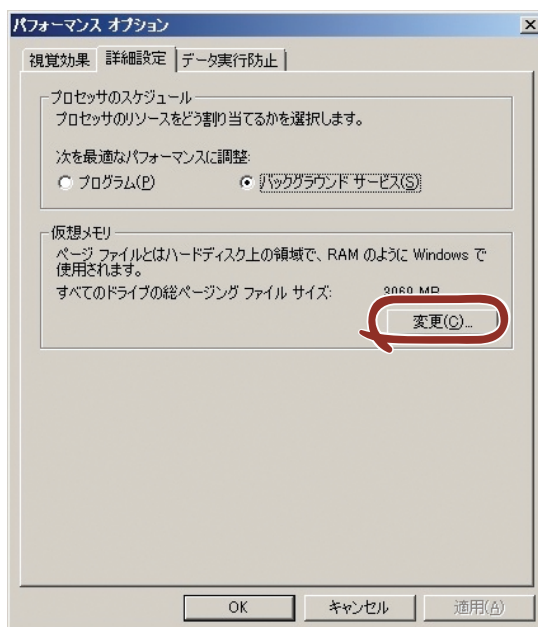 パフォーマンス オプション
視覚効果 詳細設定 データ実行防止
プロセッサのスケジュール
プロセッサのリソースをどう割り当てるかを選択します。
次を最適なパフォーマンスに調整:
プログラム(P) バックグラウンド サービス(S)
仮想メモリ
ページ ファイルとはハードディスク上の領域で、RAM のように Windows で
使用されます。
すべてのドライブの総ページング ファイル サイズ:
変更(C)...
OK キャンセル 適用(A)